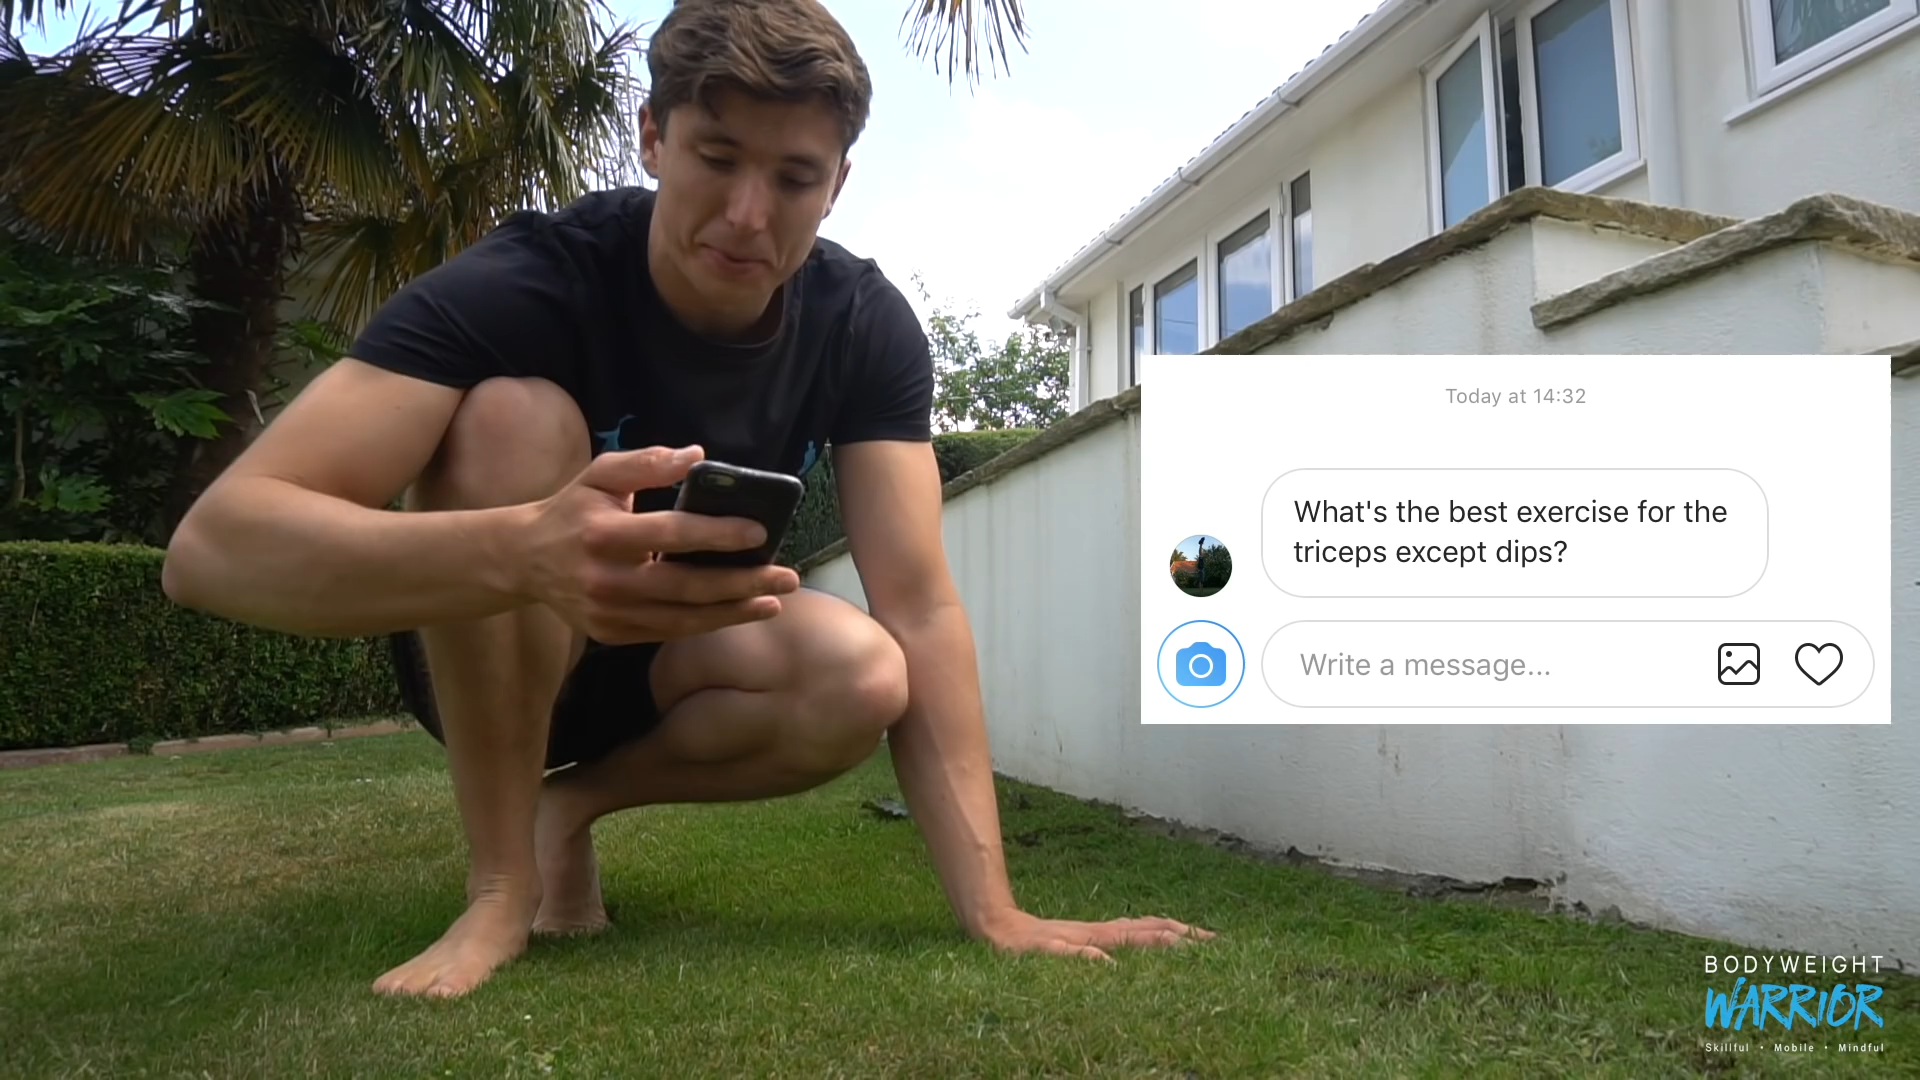 Today at 14:32
What's the best exercise for the
triceps except dips?
Write a message...
BODYWEIGHT
WARRIOR
Skillful • Mobile • Mindful